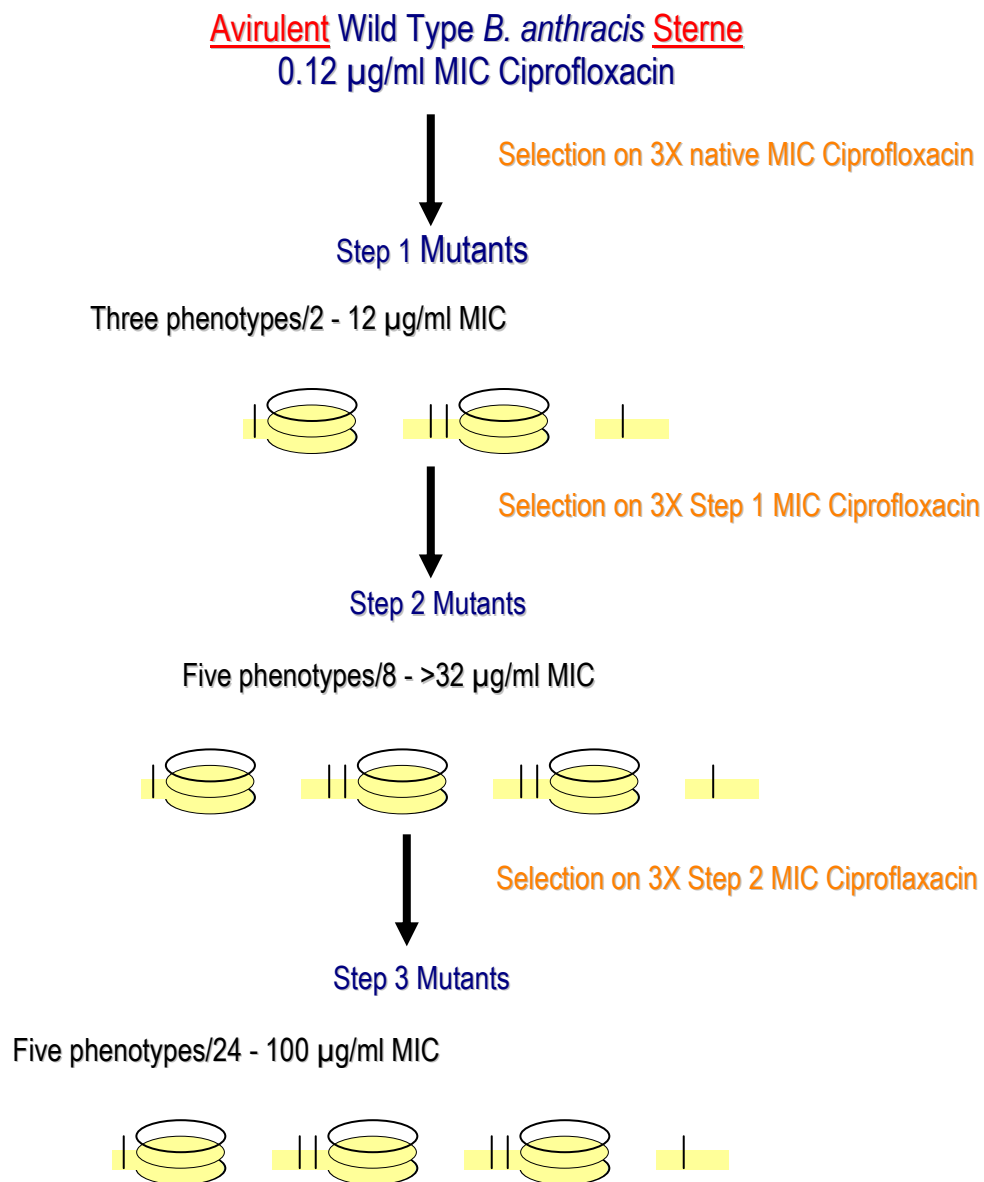 Avirulent Wild Type B. anthracis Sterne
0.12 µg/ml MIC Ciprofloxacin
Selection on 3X native MIC Ciprofloxacin
Step 1 Mutants
Three phenotypes/2 - 12 µg/ml MIC
Selection on 3X Step 1 MIC Ciprofloxacin
Step 2 Mutants
Five phenotypes/8 - >32 µg/ml MIC
Selection on 3X Step 2 MIC Ciproflaxacin
Step 3 Mutants
Five phenotypes/24 - 100 µg/ml MIC